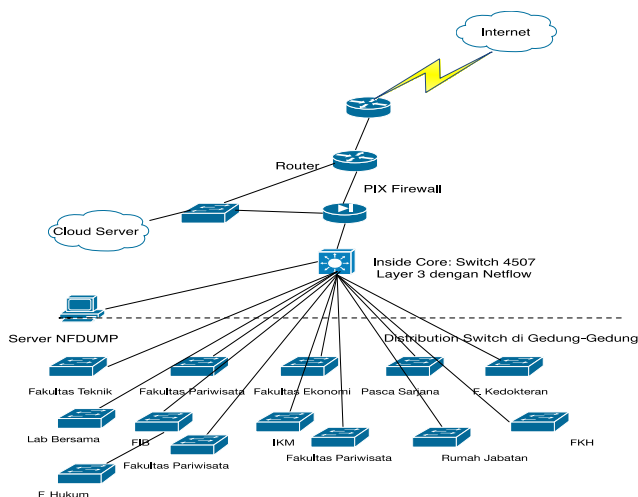 Internet
Router
PIX Firewall
Cloud Server
Inside Core: Switch 4507
Layer 3 dengan Netflow
Server NFDUMP
Distribution Switch di Gedung-Gedung
Fakultas Teknik
Fakultas Pariwisata
Fakultas Ekonomi
Pasca Sarjana
F. Kedokteran
Lab Bersama
FIB
Fakultas Pariwisata
IKM
Fakultas Pariwisata
Rumah Jabatan
FKH
F. Hukum